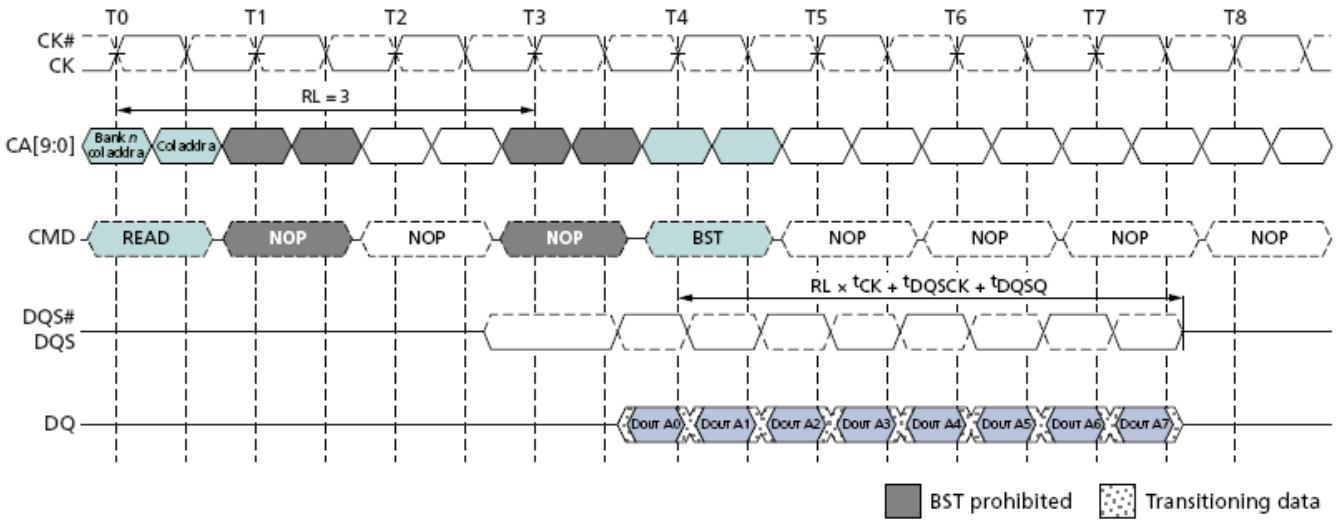 T0 T1 T2 T3 T4 T5 T6 T7 T8
CK#
CK
RL = 3
CA[9:0] Bank n col addr a Col addr a
CMD READ NOP NOP NOP BST NOP NOP NOP NOP
RL × tCK + tDQSCK + tDQSQ
DQS#
DQS
DQ DOUT A0 DOUT A1 DOUT A2 DOUT A3 DOUT A4 DOUT A5 DOUT A6 DOUT A7
BST prohibited Transitioning data